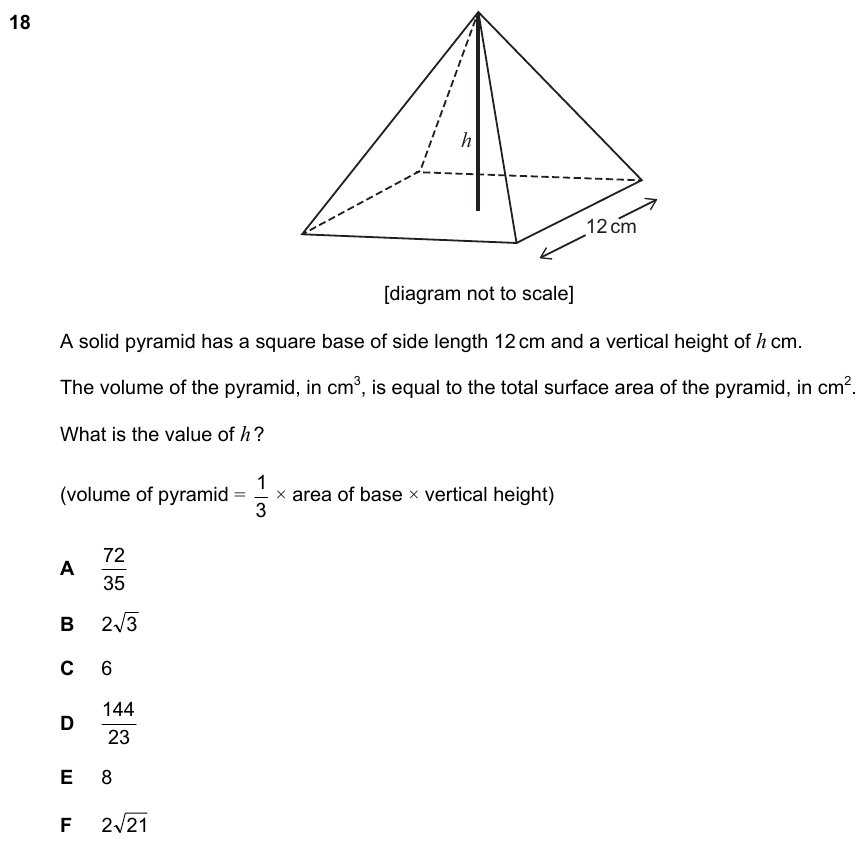 18
h
12 cm
[diagram not to scale]
A solid pyramid has a square base of side length 12 cm and a vertical height of h cm.
The volume of the pyramid, in cm³, is equal to the total surface area of the pyramid, in cm².
What is the value of h?
(volume of pyramid = 1/3 × area of base × vertical height)
A 72/35
B 2√3
C 6
D 144/23
E 8
F 2√21